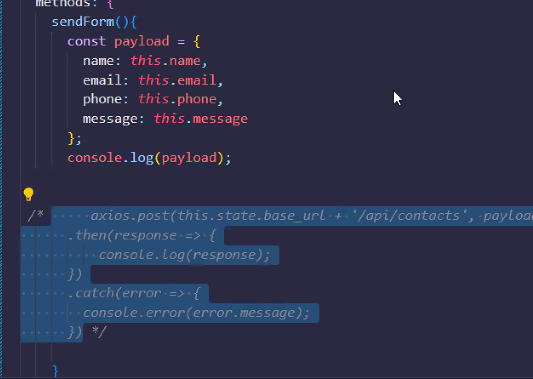 methods: {
sendForm(){
const payload = {
name: this.name,
email: this.email,
phone: this.phone,
message: this.message
};
console.log(payload);
/* axios.post(this.state.base_url + '/api/contacts', payload
.then(response => {
console.log(response);
})
.catch(error => {
console.error(error.message);
}) */
}